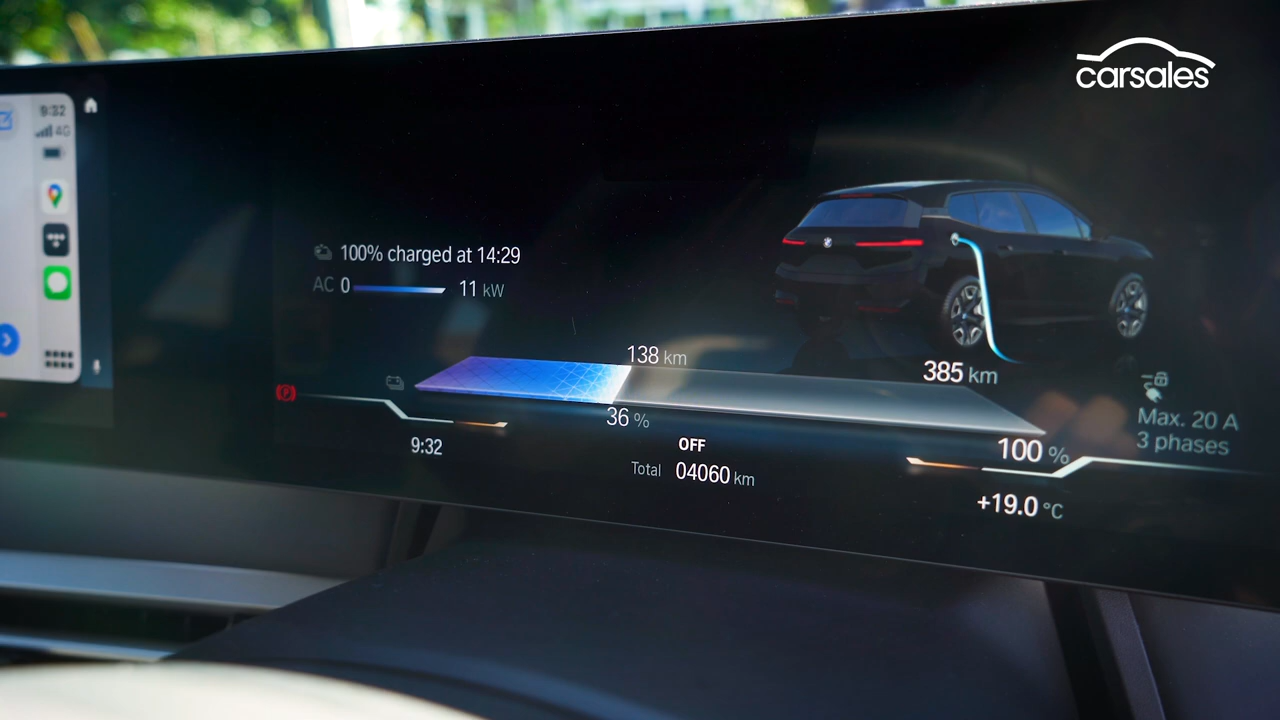 carsales
9:32
4G
100% charged at 14:29
AC 0 11 kW
138 km
385 km
36 %
Max. 20 A
3 phases
9:32
OFF
100 %
Total 04060 km
+19.0 °C